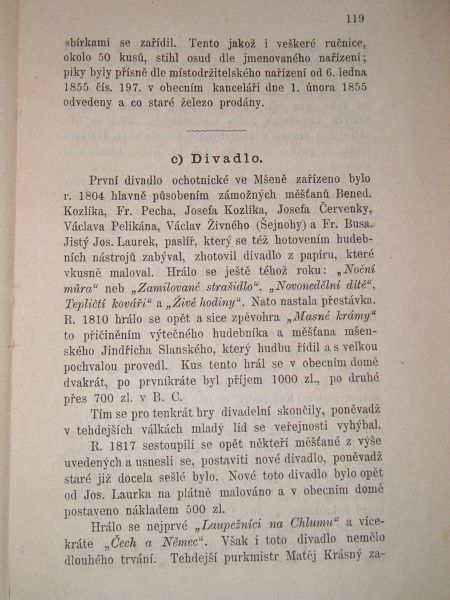 119
sbírkami se zařídil. Tento jakož i veškeré ručnice,
okolo 50 kusů, stihl osud dle jmenovaného nařízení;
piky byly přísně dle místodržitelského nařízení od 6. ledna
1855 čís. 197. v obecním kanceláři dne 1. února 1855
odvedeny a co staré železo prodány.
c) Divadlo.
První divadlo ochotnické ve Mšeně zařízeno bylo
r. 1804 hlavně působením zámožných měšťanů Bened.
Kozlíka, Fr. Pecha, Josefa Kozlíka, Josefa Červenky,
Václava Pelikána, Václav Živného (Šejnohy) a Fr. Busa.
Jistý Jos. Laurek, paslíř, který se též hotovením hudeb-
ních nástrojů zabýval, zhotovil divadlo z papíru, které
vkusně maloval. Hrálo se ještě téhož roku: „Noční
můra" neb „Zamilované strašidlo", „Novonedělní dítě",
Tepličtí kováři" a „Živé hodiny". Nato nastala přestávka.
R. 1810 hrálo se opět a sice zpěvohra „Masné krámy"
to přičiněním výtečného hudebníka a měšťana mšen-
ského Jindřicha Slanského, který hudbu řídil a s velkou
pochvalou provedl. Kus tento hrál se v obecním domě
dvakrát, po prvníkráte byl příjem 1000 zl., po druhé
přes 700 zl. v B. C.
Tím se pro tenkrát hry divadelní skončily, poněvadž
v tehdejších válkách mladý lid se veřejnosti vyhýbal.
R. 1817 sestoupili se opět někteří měšťané z výše
uvedených a usnesli se, postaviti nové divadlo, poněvadž
staré již docela sešlé bylo. Nové toto divadlo bylo opět
od Jos. Laurka na plátně malováno a v obecním domě
postaveno nákladem 500 zl.
Hrálo se nejprvé „Laupežníci na Chlumu" a více-
kráte „Čech a Němec". Však i toto divadlo nemělo
dlouhého trvání. Tehdejší purkmistr Matěj Krásný za-